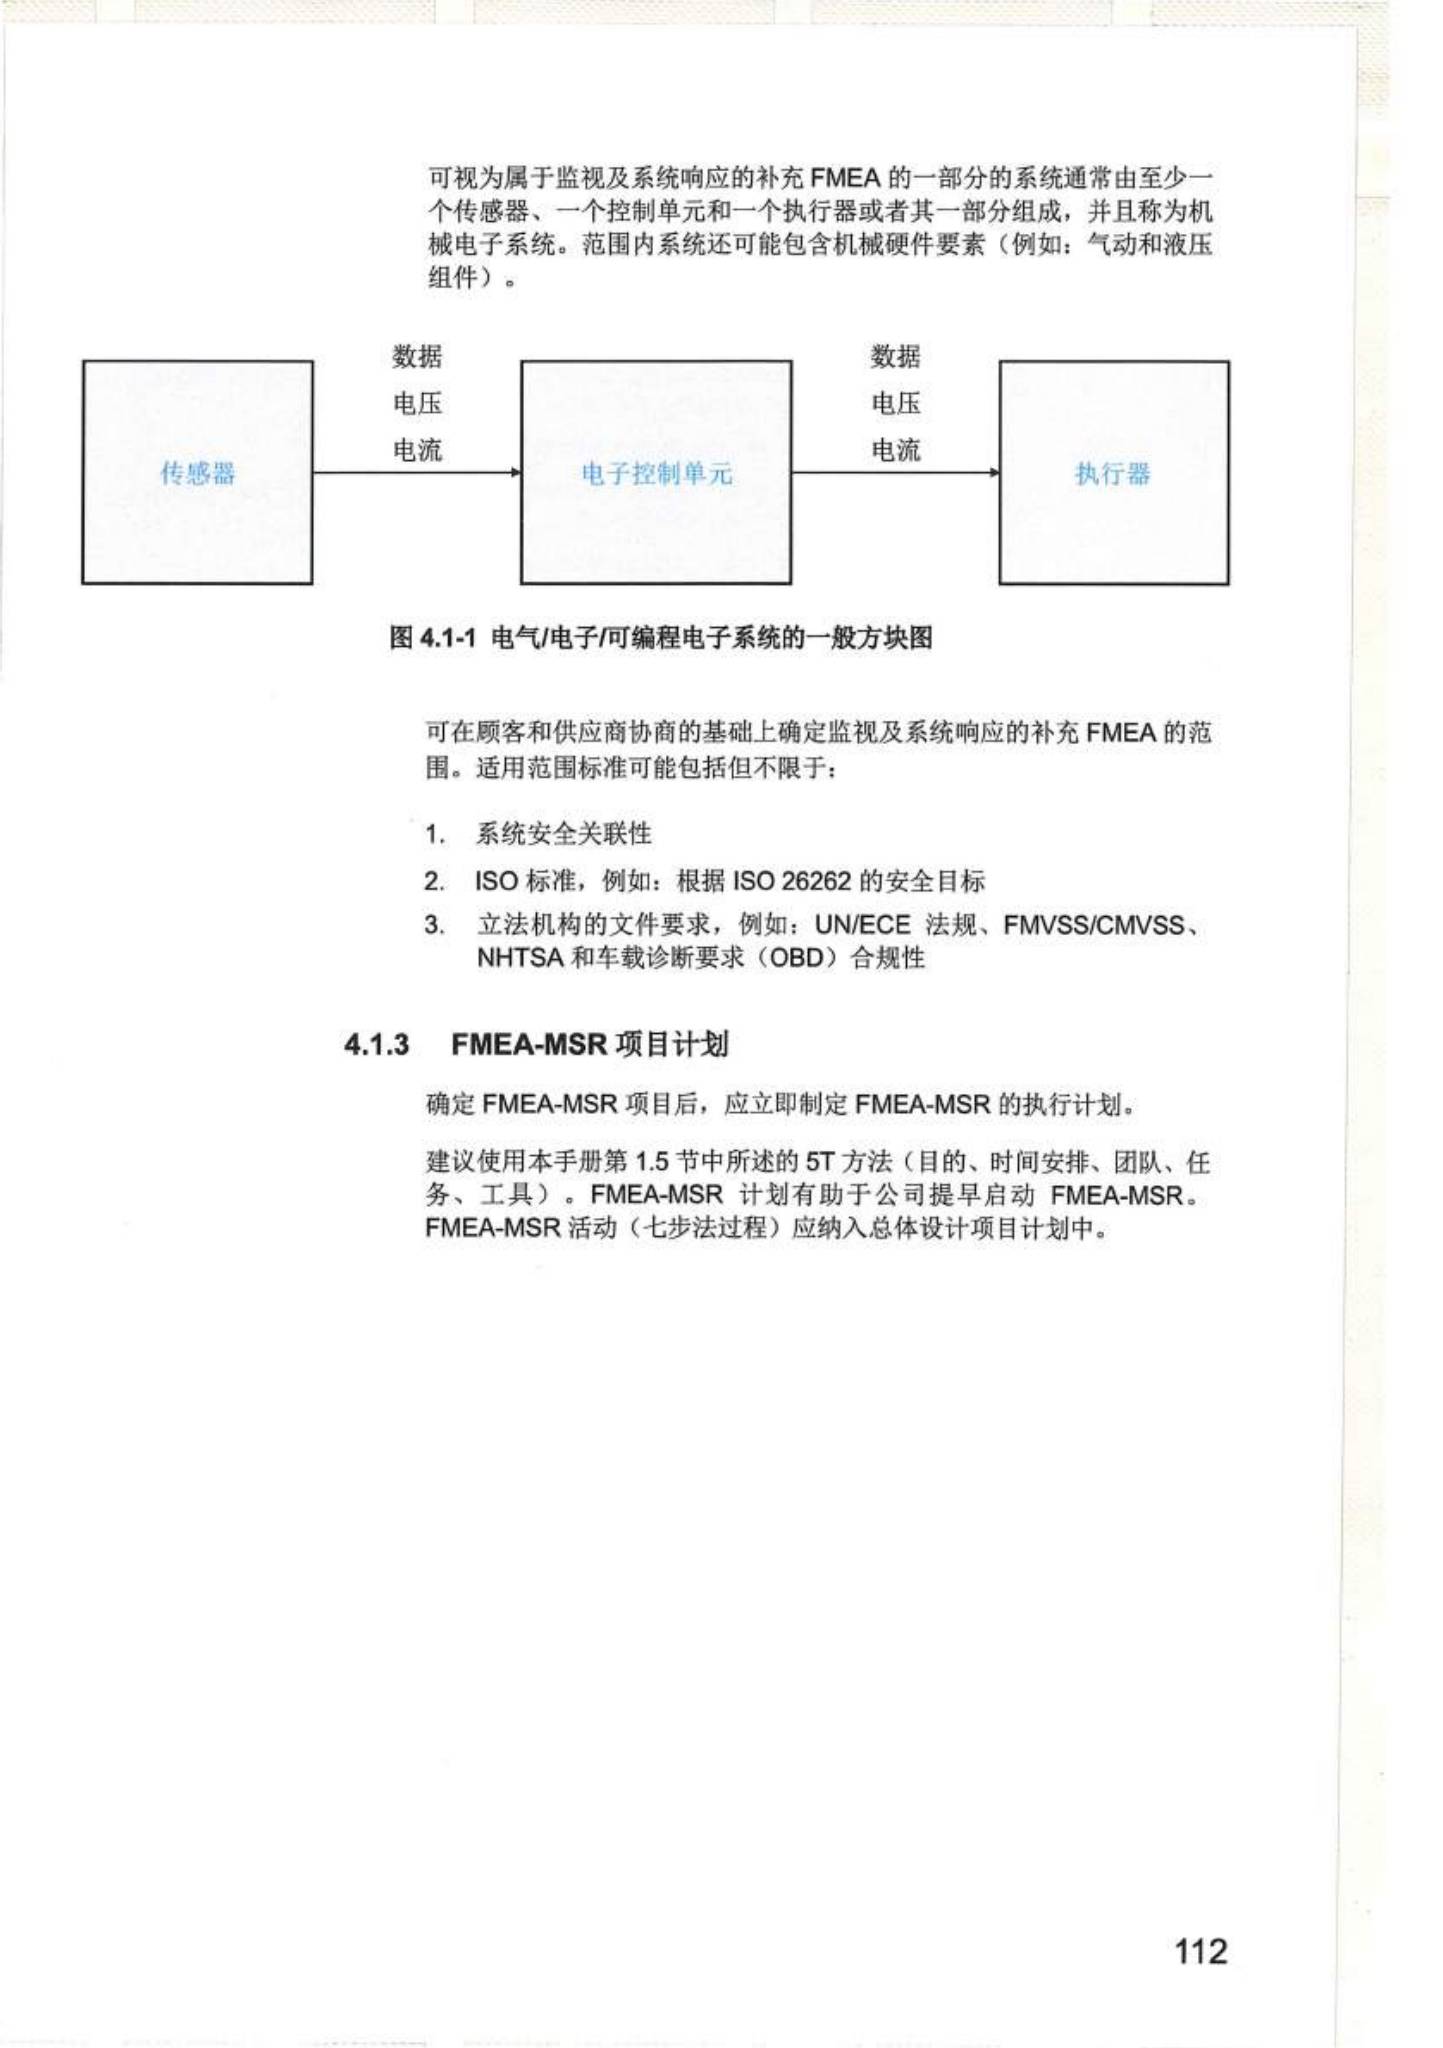 可视为属于监视及系统响应的补充 FMEA 的一部分的系统通常由至少一
个传感器、一个控制单元和一个执行器或者其一部分组成，并且称为机
械电子系统。范围内系统还可能包含机械硬件要素（例如：气动和液压
组件）。
数据
电压
电流
数据
电压
电流
传感器
电子控制单元
执行器
图 4.1-1 电气/电子/可编程电子系统的一般方块图
可在顾客和供应商协商的基础上确定监视及系统响应的补充 FMEA 的范
围。适用范围标准可能包括但不限于：
1. 系统安全关联性
2. ISO 标准，例如：根据 ISO 26262 的安全目标
3. 立法机构的文件要求，例如：UN/ECE 法规、FMVSS/CMVSS、
NHTSA 和车载诊断要求（OBD）合规性
4.1.3 FMEA-MSR 项目计划
确定 FMEA-MSR 项目后，应立即制定 FMEA-MSR 的执行计划。
建议使用本手册第 1.5 节中所述的 5T 方法（目的、时间安排、团队、任
务、工具）。FMEA-MSR 计划有助于公司提早启动 FMEA-MSR。
FMEA-MSR 活动（七步法过程）应纳入总体设计项目计划中。
112